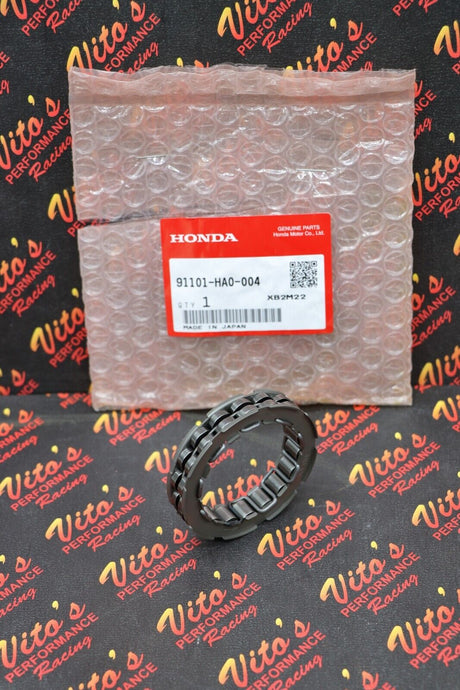 Vito's
PERFORMANCE
Racing
HONDA
GENUINE PARTS
Honda Motor Co., Ltd.
91101-HA0-004
QTY 1
XB2M22
MADE IN JAPAN